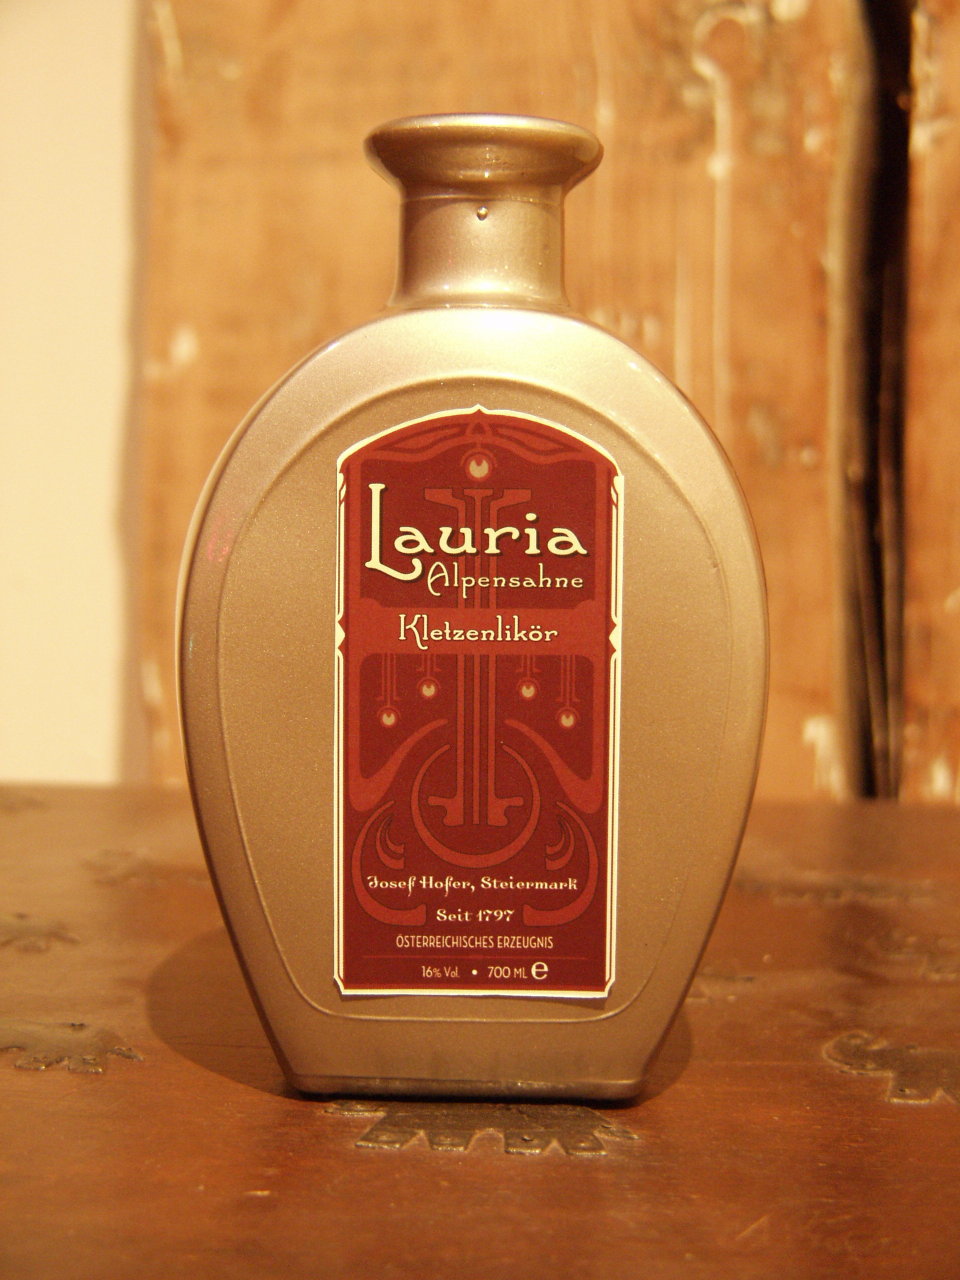 Lauria
Alpensahne
Kletzenlikör
Josef Hofer, Steiermark
Seit 1797
ÖSTERREICHISCHES ERZEUGNIS
16% Vol. • 700 ML ℮